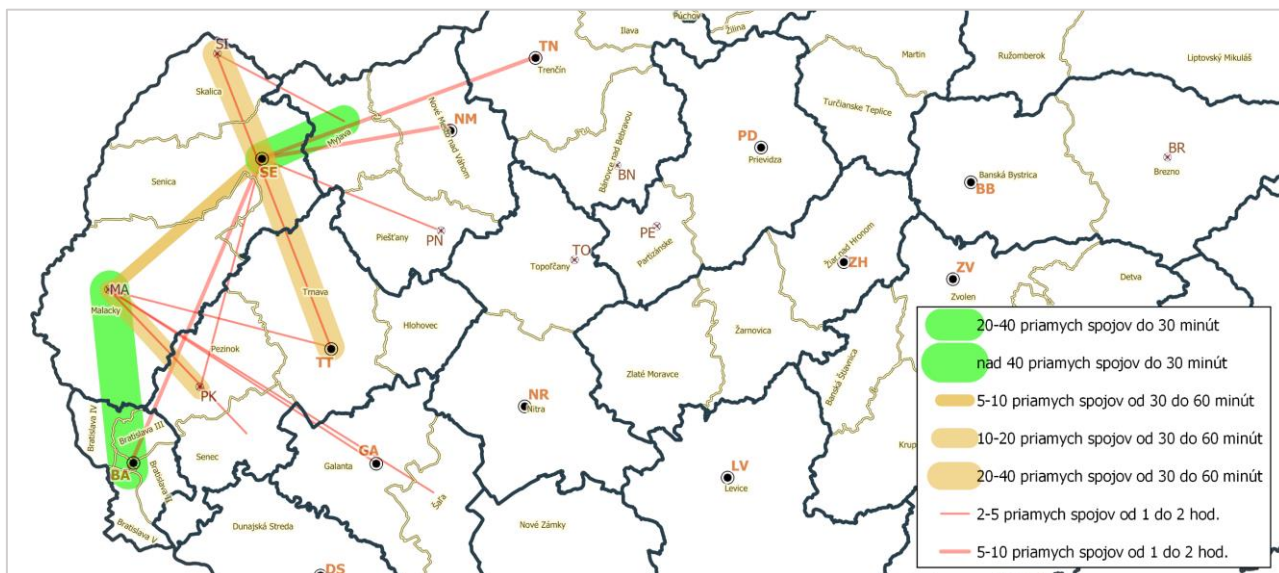 Púchov
Žilina
Ilava
Martin
Ružomberok
Liptovský Mikuláš
SI
TN
Trenčín
Skalica
Turčianske Teplice
Nové Mesto nad Váhom
NM
Myjava
Bánovce nad Bebravou
PD
Prievidza
SE
Senica
BN
BR
Brezno
Banská Bystrica
BB
PN
Piešťany
PE
Partizánske
TO
Topoľčany
Žiar nad Hronom
ZH
ZV
Zvolen
Detva
MA
Malacky
Trnava
Hlohovec
Žarnovica
Pezinok
TT
Zlaté Moravce
Banská Štiavnica
PK
NR
Nitra
Krup
Bratislava IV
Bratislava III
BA
Bratislava II
Bratislava V
Senec
GA
Galanta
Šaľa
LV
Levice
Dunajská Streda
Nové Zámky
DS
20-40 priamych spojov do 30 minút
nad 40 priamych spojov do 30 minút
5-10 priamych spojov od 30 do 60 minút
10-20 priamych spojov od 30 do 60 minút
20-40 priamych spojov od 30 do 60 minút
2-5 priamych spojov od 1 do 2 hod.
5-10 priamych spojov od 1 do 2 hod.